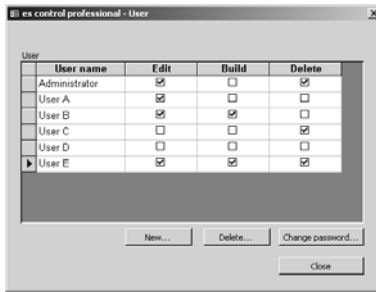 es control professional - User
User
User name Edit Build Delete
Administrator
User A
User B
User C
User D
User E
New... Delete... Change password...
Close